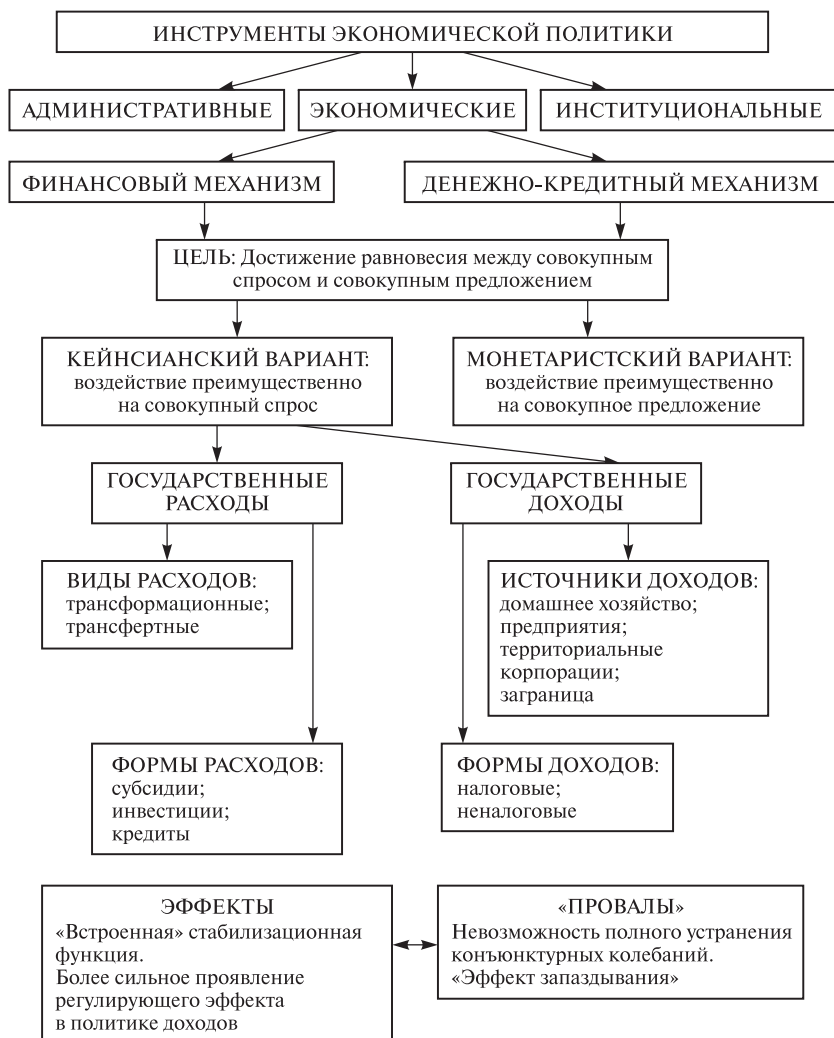 ИНСТРУМЕНТЫ ЭКОНОМИЧЕСКОЙ ПОЛИТИКИ
АДМИНИСТРАТИВНЫЕ
ЭКОНОМИЧЕСКИЕ
ИНСТИТУЦИОНАЛЬНЫЕ
ФИНАНСОВЫЙ МЕХАНИЗМ
ДЕНЕЖНО-КРЕДИТНЫЙ МЕХАНИЗМ
ЦЕЛЬ: Достижение равновесия между совокупным
спросом и совокупным предложением
КЕЙНСИАНСКИЙ ВАРИАНТ:
воздействие преимущественно
на совокупный спрос
МОНЕТАРИСТСКИЙ ВАРИАНТ:
воздействие преимущественно
на совокупное предложение
ГОСУДАРСТВЕННЫЕ
РАСХОДЫ
ГОСУДАРСТВЕННЫЕ
ДОХОДЫ
ВИДЫ РАСХОДОВ:
трансформационные;
трансфертные
ИСТОЧНИКИ ДОХОДОВ:
домашнее хозяйство;
предприятия;
территориальные
корпорации;
заграница
ФОРМЫ РАСХОДОВ:
субсидии;
инвестиции;
кредиты
ФОРМЫ ДОХОДОВ:
налоговые;
неналоговые
ЭФФЕКТЫ
«Встроенная» стабилизационная
функция.
Более сильное проявление
регулирующего эффекта
в политике доходов
«ПРОВАЛЫ»
Невозможность полного устранения
конъюнктурных колебаний.
«Эффект запаздывания»